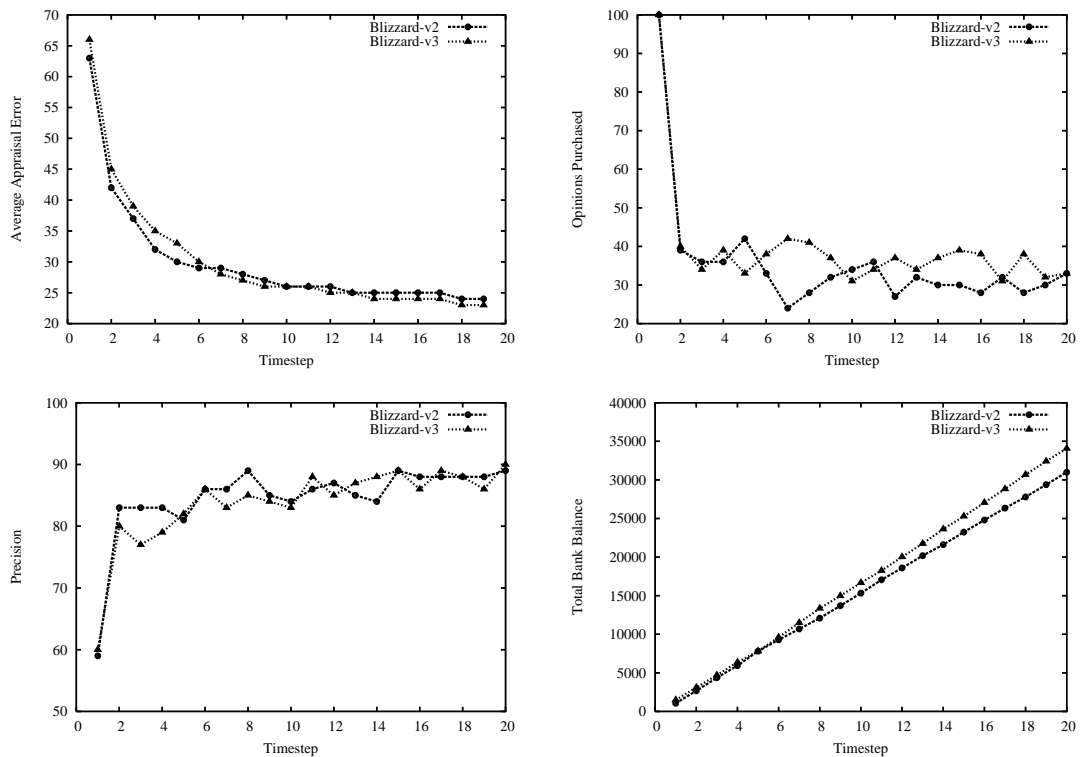 70
65
60
55
50
45
40
35
30
25
20
0 2 4 6 8 10 12 14 16 18 20
Average Appraisal Error
Timestep
Blizzard-v2
Blizzard-v3
100
90
80
70
60
50
40
30
20
0 2 4 6 8 10 12 14 16 18 20
Opinions Purchased
Timestep
Blizzard-v2
Blizzard-v3
100
90
80
70
60
50
0 2 4 6 8 10 12 14 16 18 20
Precision
Timestep
Blizzard-v2
Blizzard-v3
40000
35000
30000
25000
20000
15000
10000
5000
0
0 2 4 6 8 10 12 14 16 18 20
Total Bank Balance
Timestep
Blizzard-v2
Blizzard-v3